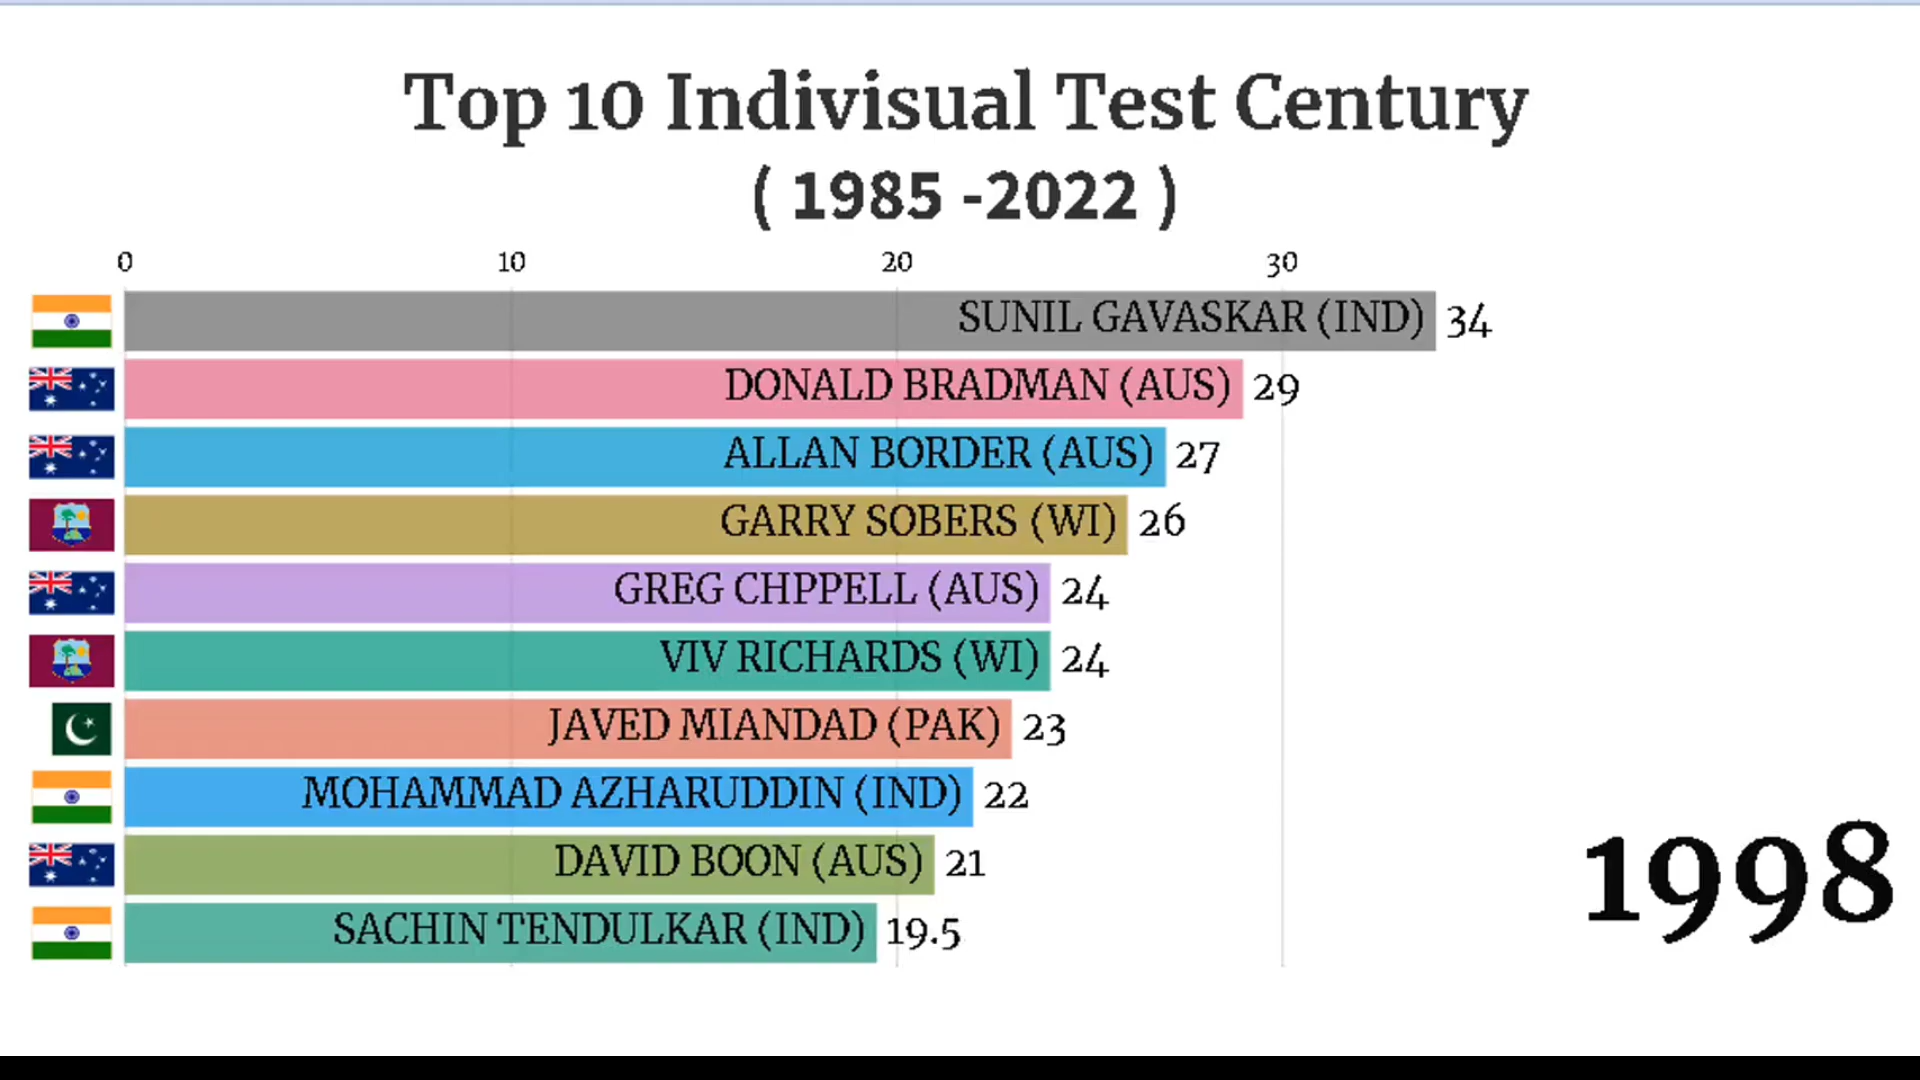 Top 10 Indivisual Test Century
( 1985 -2022 )
0 10 20 30
SUNIL GAVASKAR (IND) 34
DONALD BRADMAN (AUS) 29
ALLAN BORDER (AUS) 27
GARRY SOBERS (WI) 26
GREG CHPPELL (AUS) 24
VIV RICHARDS (WI) 24
JAVED MIANDAD (PAK) 23
MOHAMMAD AZHARUDDIN (IND) 22
DAVID BOON (AUS) 21
SACHIN TENDULKAR (IND) 19.5
1998